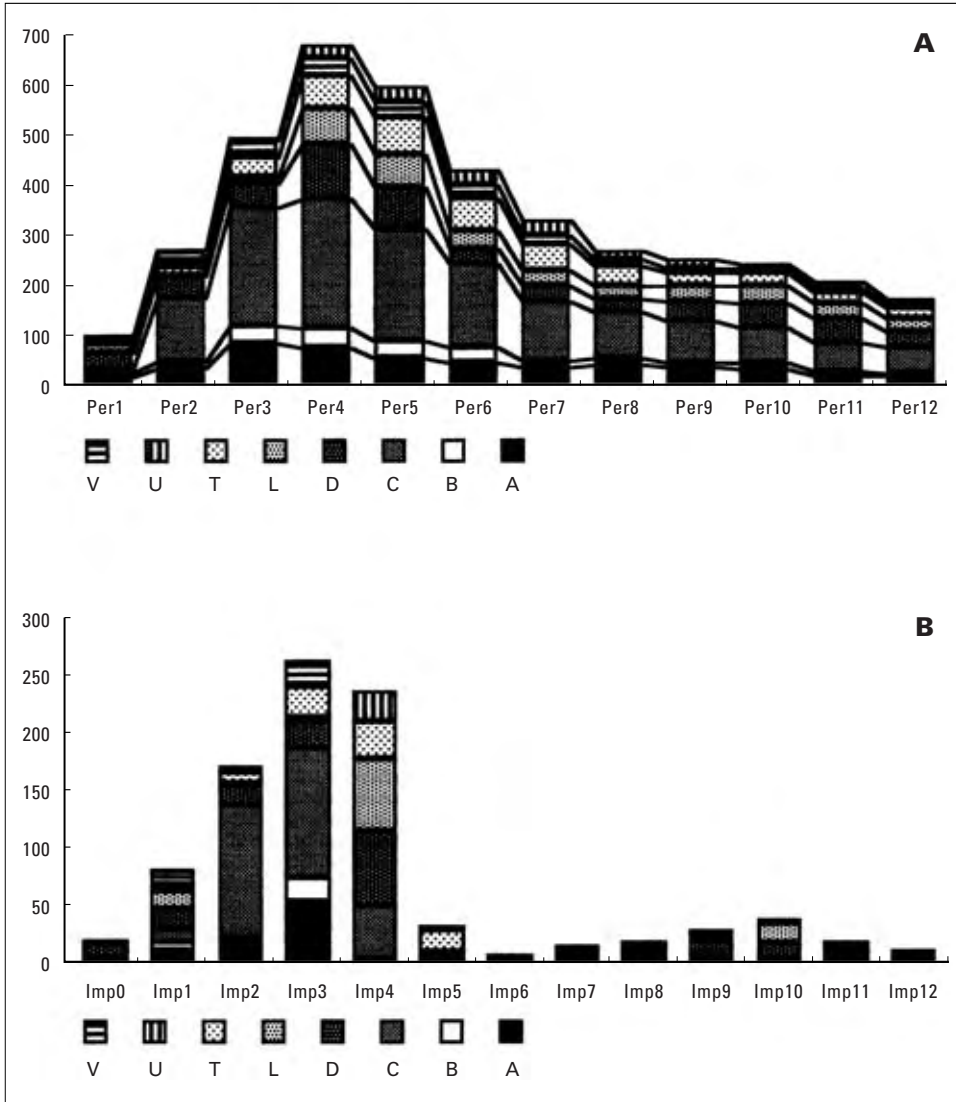 A
700
600
500
400
300
200
100
0
Per1 Per2 Per3 Per4 Per5 Per6 Per7 Per8 Per9 Per10 Per11 Per12
V U T L D C B A
B
300
250
200
150
100
50
0
Imp0 Imp1 Imp2 Imp3 Imp4 Imp5 Imp6 Imp7 Imp8 Imp9 Imp10 Imp11 Imp12
V U T L D C B A